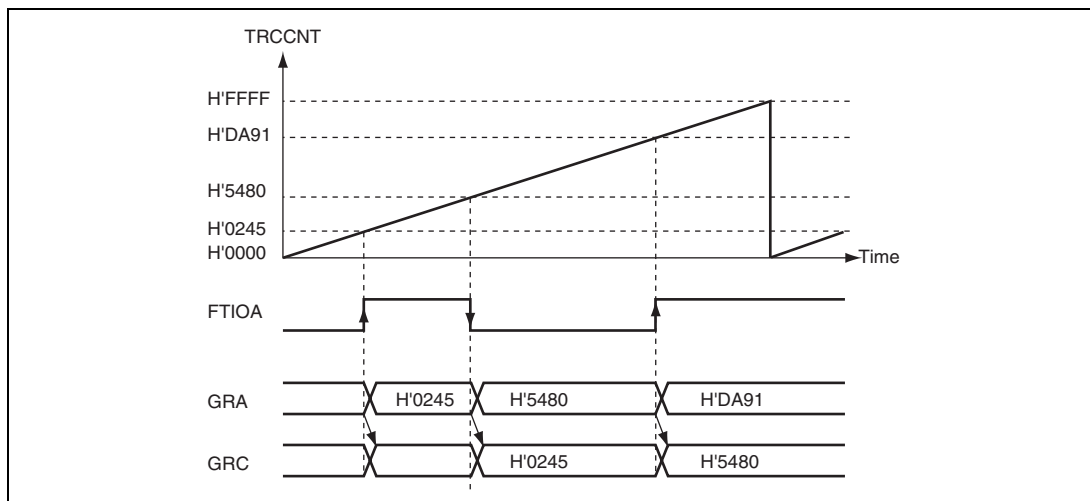 TRCCNT
H'FFFF
H'DA91
H'5480
H'0245
H'0000
Time
FTIOA
GRA H'0245 H'5480 H'DA91
GRC H'0245 H'5480